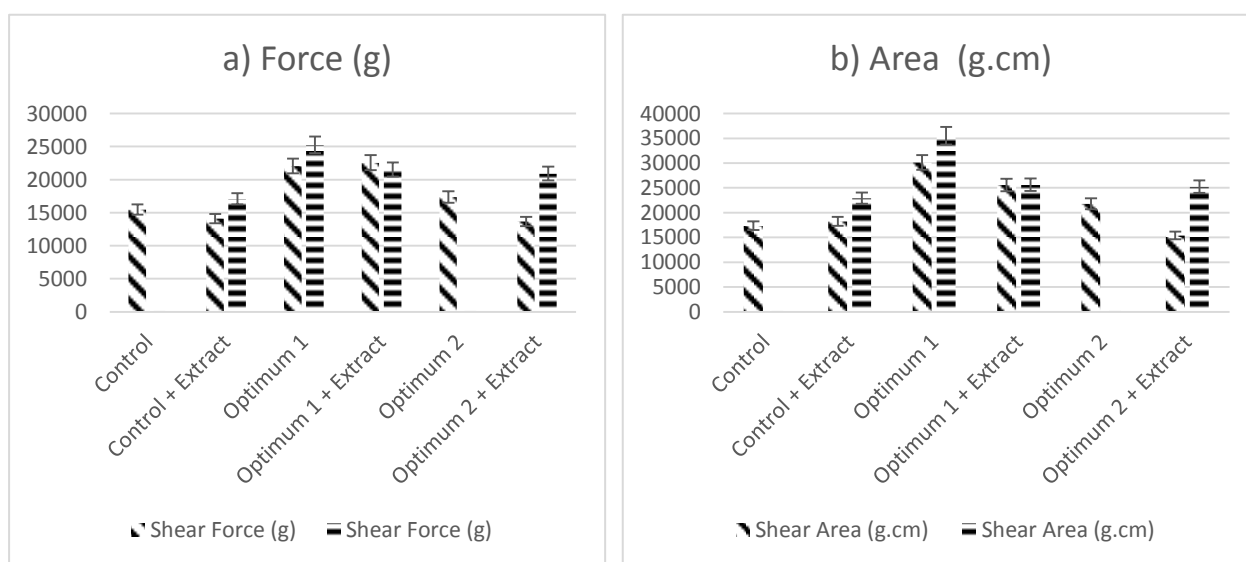 a) Force (g)
30000
25000
20000
15000
10000
5000
0
Control
Control + Extract
Optimum 1
Optimum 1 + Extract
Optimum 2
Optimum 2 + Extract
Shear Force (g) Shear Force (g)
b) Area (g.cm)
40000
35000
30000
25000
20000
15000
10000
5000
0
Control
Control + Extract
Optimum 1
Optimum 1 + Extract
Optimum 2
Optimum 2 + Extract
Shear Area (g.cm) Shear Area (g.cm)